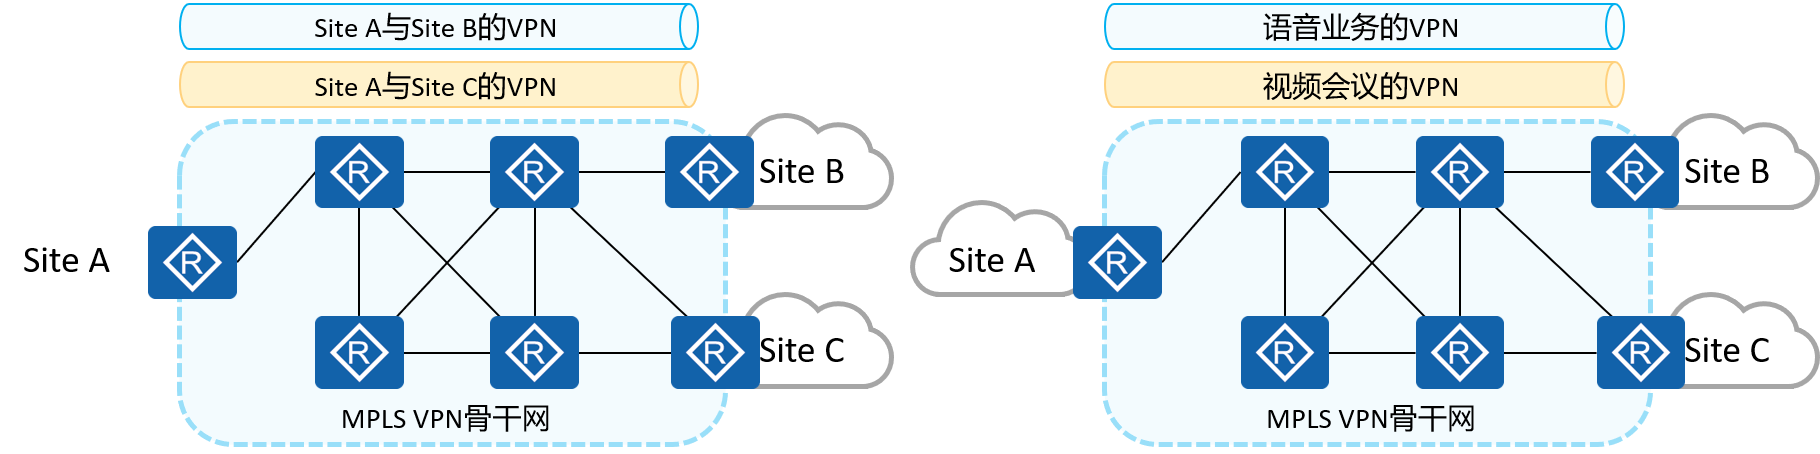 Site A与Site B的VPN
Site A与Site C的VPN
R
R
R
Site B
Site A
R
R
R
R
Site C
MPLS VPN骨干网
语音业务的VPN
视频会议的VPN
R
R
R
Site B
Site A
R
R
R
R
Site C
MPLS VPN骨干网